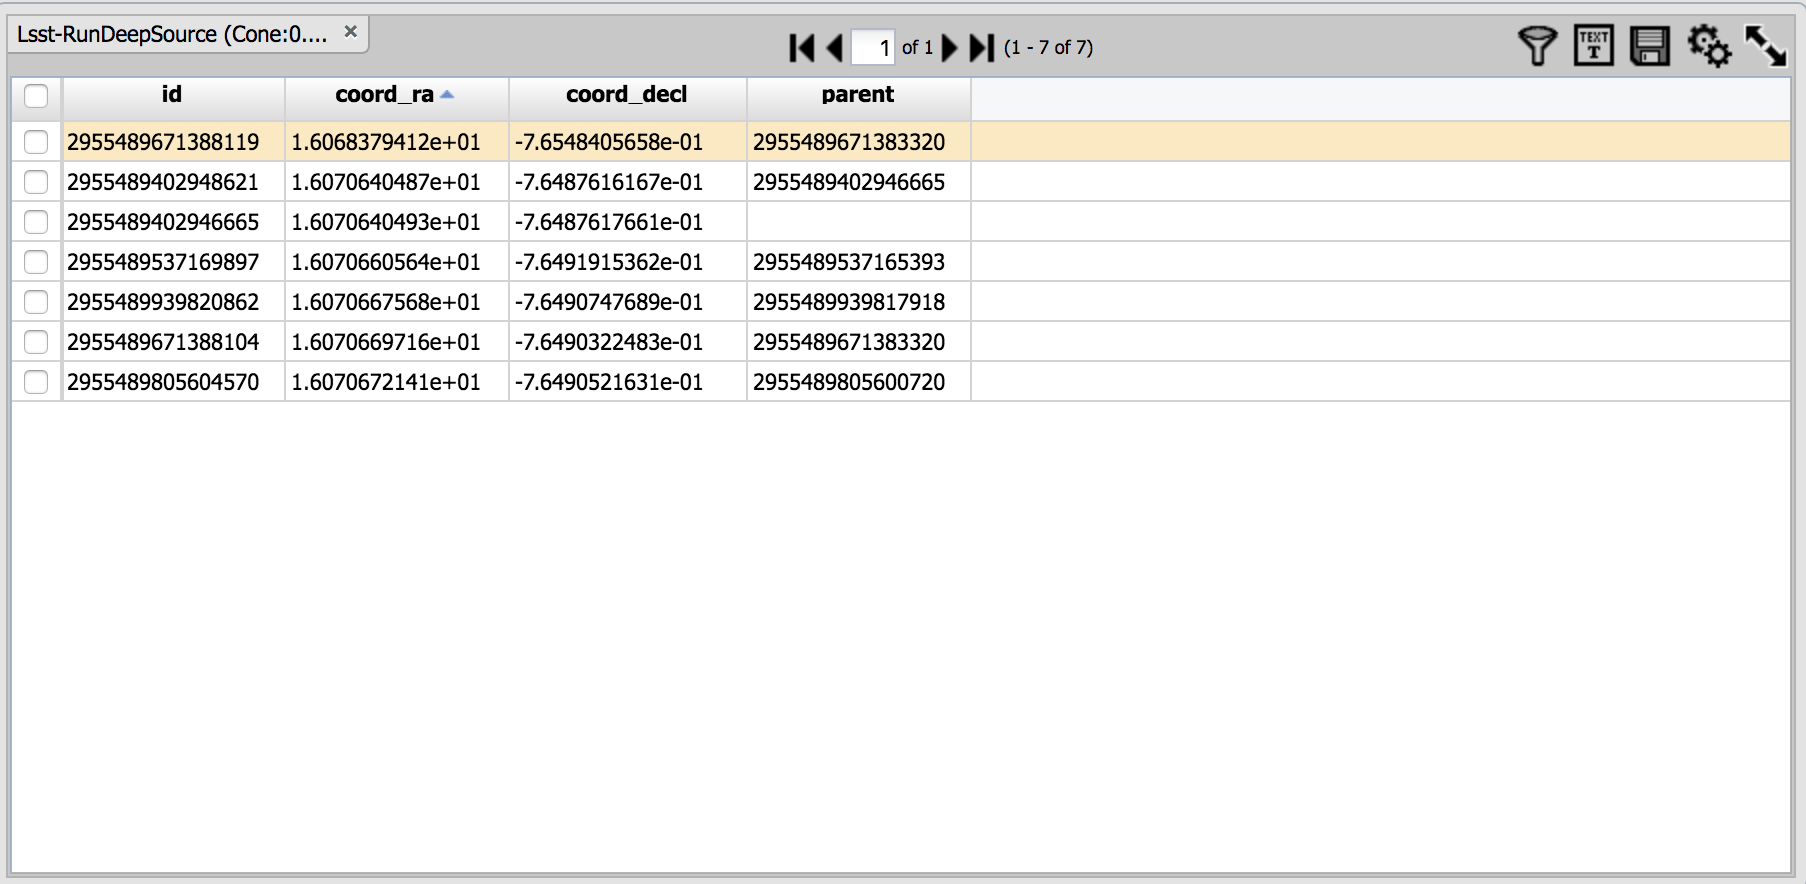 Lsst-RunDeepSource (Cone:0.... ×
1 of 1 (1 - 7 of 7)
TEXT T
id coord_ra coord_decl parent
2955489671388119 1.6068379412e+01 -7.6548405658e-01 2955489671383320
2955489402948621 1.6070640487e+01 -7.6487616167e-01 2955489402946665
2955489402946665 1.6070640493e+01 -7.6487617661e-01
2955489537169897 1.6070660564e+01 -7.6491915362e-01 2955489537165393
2955489939820862 1.6070667568e+01 -7.6490747689e-01 2955489939817918
2955489671388104 1.6070669716e+01 -7.6490322483e-01 2955489671383320
2955489805604570 1.6070672141e+01 -7.6490521631e-01 2955489805600720